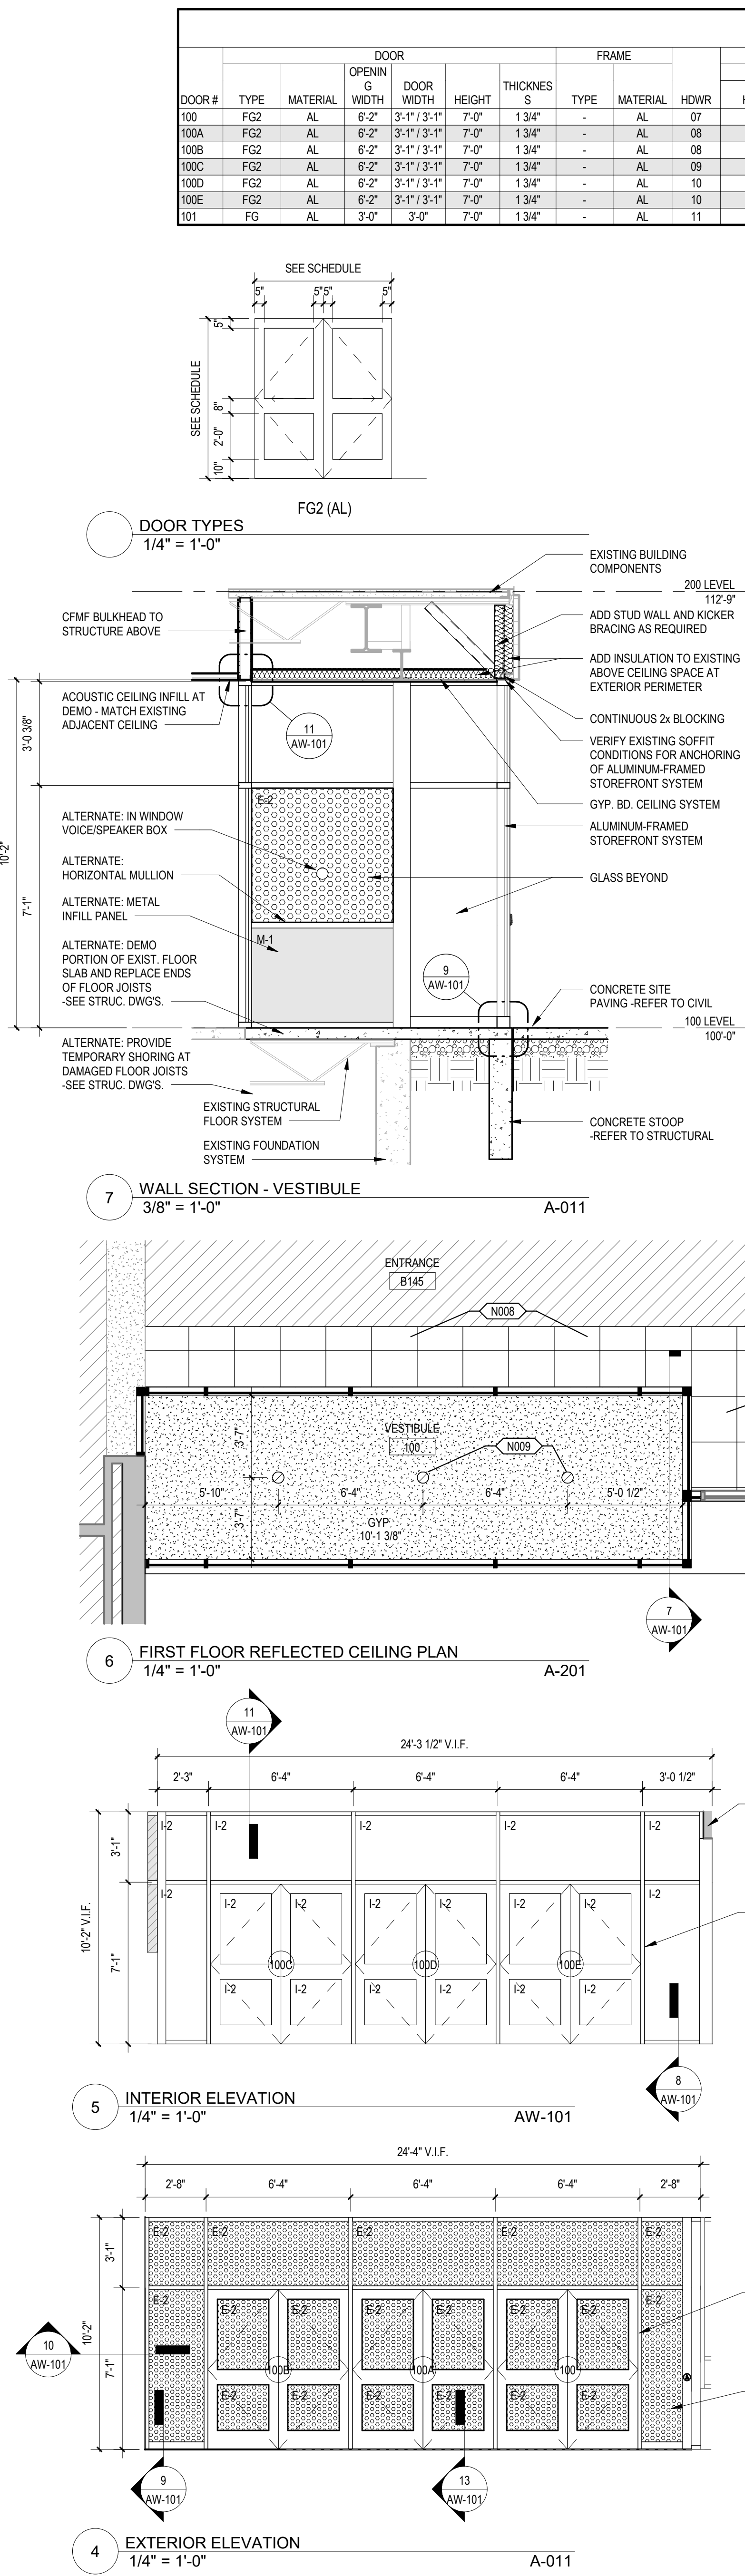 DOOR
FRAME
DOOR #
TYPE
MATERIAL
OPENIN
G
WIDTH
DOOR
WIDTH
HEIGHT
THICKNES
S
TYPE
MATERIAL
HDWR
100 FG2 AL 6'-2" 3'-1" / 3'-1" 7'-0" 1 3/4" - AL 07
100A FG2 AL 6'-2" 3'-1" / 3'-1" 7'-0" 1 3/4" - AL 08
100B FG2 AL 6'-2" 3'-1" / 3'-1" 7'-0" 1 3/4" - AL 08
100C FG2 AL 6'-2" 3'-1" / 3'-1" 7'-0" 1 3/4" - AL 09
100D FG2 AL 6'-2" 3'-1" / 3'-1" 7'-0" 1 3/4" - AL 10
100E FG2 AL 6'-2" 3'-1" / 3'-1" 7'-0" 1 3/4" - AL 10
101 FG AL 3'-0" 3'-0" 7'-0" 1 3/4" - AL 11
SEE SCHEDULE
5" 5" 5" 5"
SEE SCHEDULE
5"
8"
2'-0"
10"
FG2 (AL)
DOOR TYPES
1/4" = 1'-0"
EXISTING BUILDING
COMPONENTS
200 LEVEL
112'-9"
CFMF BULKHEAD TO
STRUCTURE ABOVE
ADD STUD WALL AND KICKER
BRACING AS REQUIRED
ADD INSULATION TO EXISTING
ABOVE CEILING SPACE AT
EXTERIOR PERIMETER
ACOUSTIC CEILING INFILL AT
DEMO - MATCH EXISTING
ADJACENT CEILING
11
AW-101
CONTINUOUS 2x BLOCKING
VERIFY EXISTING SOFFIT
CONDITIONS FOR ANCHORING
OF ALUMINUM-FRAMED
STOREFRONT SYSTEM
3'-0 3/8"
GYP. BD. CEILING SYSTEM
E-2
ALTERNATE: IN WINDOW
VOICE/SPEAKER BOX
ALUMINUM-FRAMED
STOREFRONT SYSTEM
10'-2"
ALTERNATE:
HORIZONTAL MULLION
GLASS BEYOND
7'-1"
ALTERNATE: METAL
INFILL PANEL
M-1
ALTERNATE: DEMO
PORTION OF EXIST. FLOOR
SLAB AND REPLACE ENDS
OF FLOOR JOISTS
-SEE STRUC. DWG'S.
9
AW-101
CONCRETE SITE
PAVING -REFER TO CIVIL
100 LEVEL
100'-0"
ALTERNATE: PROVIDE
TEMPORARY SHORING AT
DAMAGED FLOOR JOISTS
-SEE STRUC. DWG'S.
EXISTING STRUCTURAL
FLOOR SYSTEM
EXISTING FOUNDATION
SYSTEM
CONCRETE STOOP
-REFER TO STRUCTURAL
7
WALL SECTION - VESTIBULE
3/8" = 1'-0" A-011
ENTRANCE
B145
N008
VESTIBULE
100
N009
3'-7"
5'-10" 6'-4" 6'-4" 5'-0 1/2"
3'-7"
GYP
10'-1 3/8"
7
AW-101
6
FIRST FLOOR REFLECTED CEILING PLAN
1/4" = 1'-0" A-201
11
AW-101
24'-3 1/2" V.I.F.
2'-3" 6'-4" 6'-4" 6'-4" 3'-0 1/2"
I-2 I-2 I-2 I-2 I-2
3'-1"
10'-2" V.I.F.
7'-1"
I-2 I-2
I-2 I-2 I-2 I-2 I-2 I-2
100C 100D 100E
I-2 I-2 I-2 I-2 I-2 I-2
8
AW-101
5
INTERIOR ELEVATION
1/4" = 1'-0" AW-101
24'-4" V.I.F.
2'-8" 6'-4" 6'-4" 6'-4" 2'-8"
E-2 E-2 E-2 E-2 E-2
3'-1"
10'-2"
7'-1"
E-2 E-2
E-2 E-2 E-2 E-2 E-2 E-2
10
AW-101
100B 100A 100
E-2 E-2 E-2 E-2 E-2 E-2
9
AW-101
13
AW-101
4
EXTERIOR ELEVATION
1/4" = 1'-0" A-011